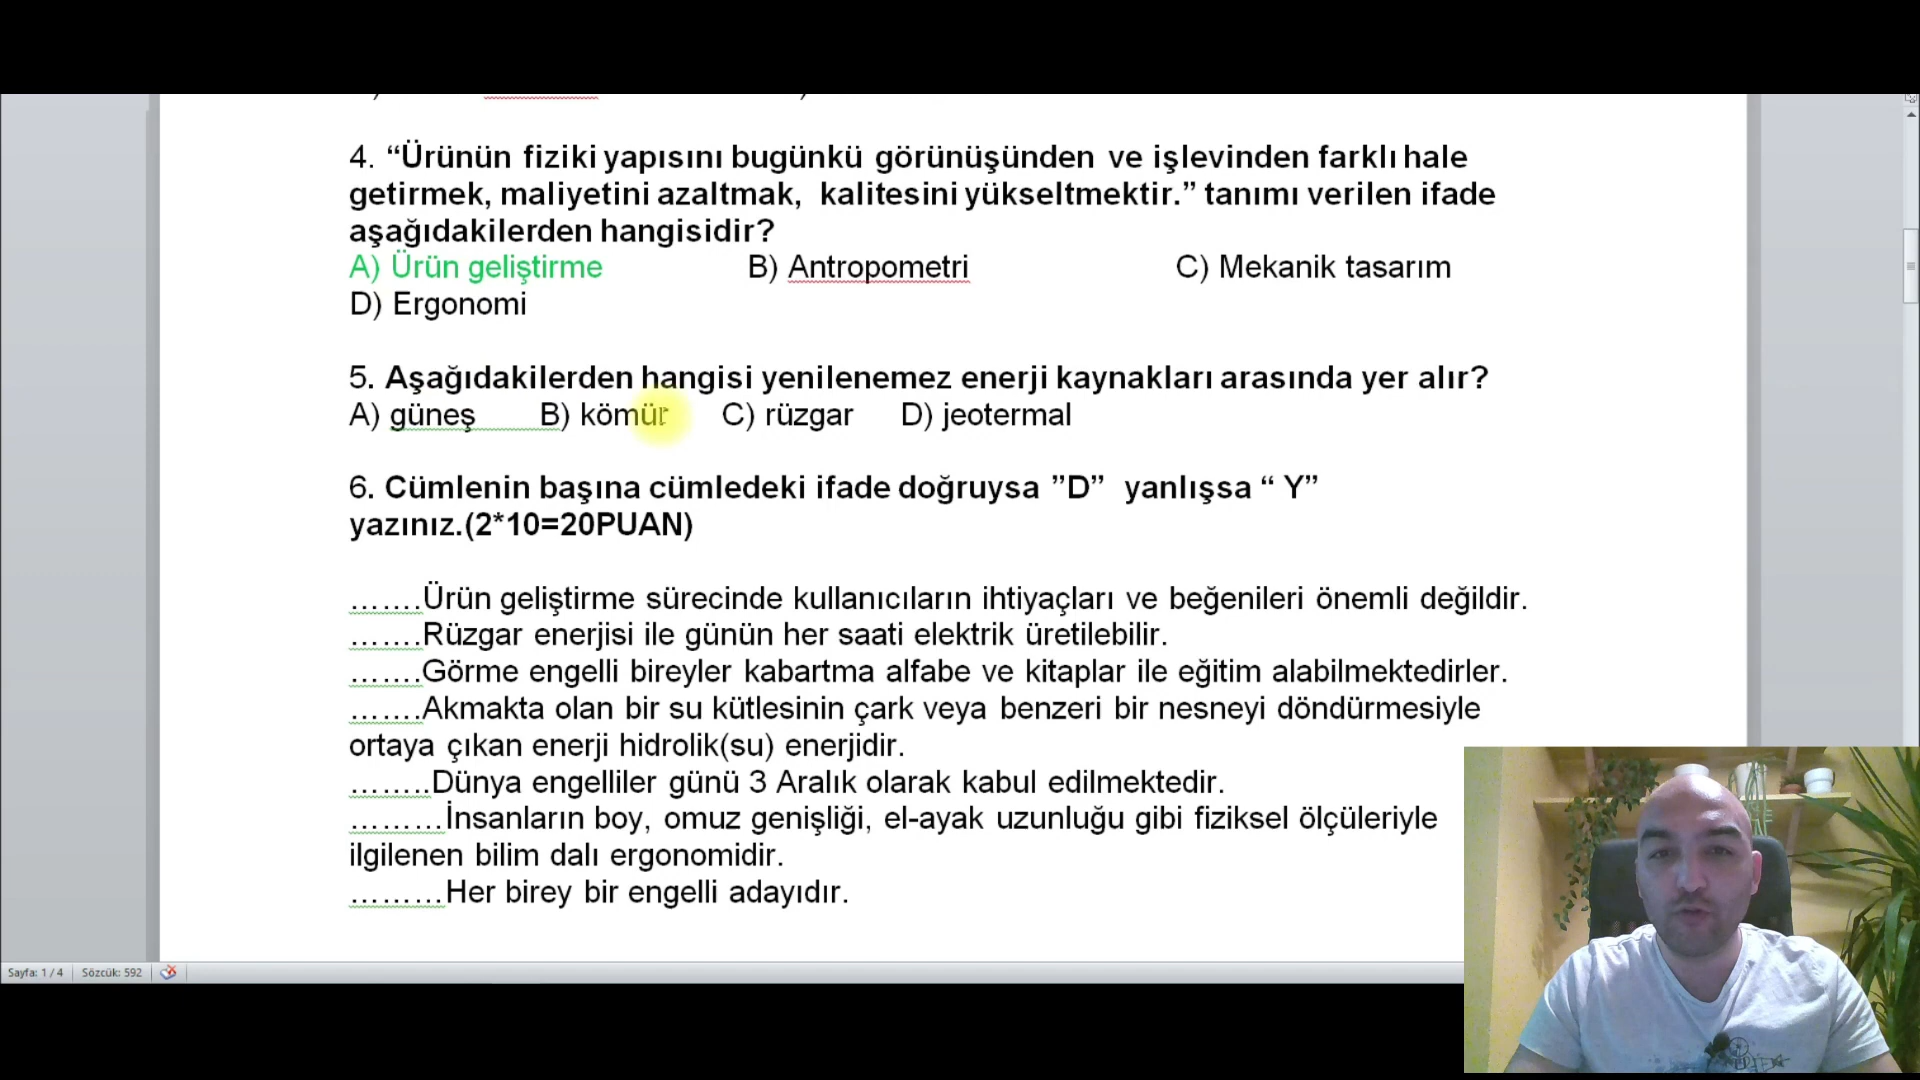 4. “Ürünün fiziki yapısını bugünkü görünüşünden ve işlevinden farklı hale
getirmek, maliyetini azaltmak, kalitesini yükseltmektir.” tanımı verilen ifade
aşağıdakilerden hangisidir?
A) Ürün geliştirme B) Antropometri C) Mekanik tasarım
D) Ergonomi
5. Aşağıdakilerden hangisi yenilenemez enerji kaynakları arasında yer alır?
A) güneş B) kömür C) rüzgar D) jeotermal
6. Cümlenin başına cümledeki ifade doğruysa ”D” yanlışsa “ Y”
yazınız.(2*10=20PUAN)
…….Ürün geliştirme sürecinde kullanıcıların ihtiyaçları ve beğenileri önemli değildir.
…….Rüzgar enerjisi ile günün her saati elektrik üretilebilir.
…….Görme engelli bireyler kabartma alfabe ve kitaplar ile eğitim alabilmektedirler.
…….Akmakta olan bir su kütlesinin çark veya benzeri bir nesneyi döndürmesiyle
ortaya çıkan enerji hidrolik(su) enerjidir.
……..Dünya engelliler günü 3 Aralık olarak kabul edilmektedir.
………İnsanların boy, omuz genişliği, el-ayak uzunluğu gibi fiziksel ölçüleriyle
ilgilenen bilim dalı ergonomidir.
………Her birey bir engelli adayıdır.
Sayfa: 1 / 4 Sözcük: 592